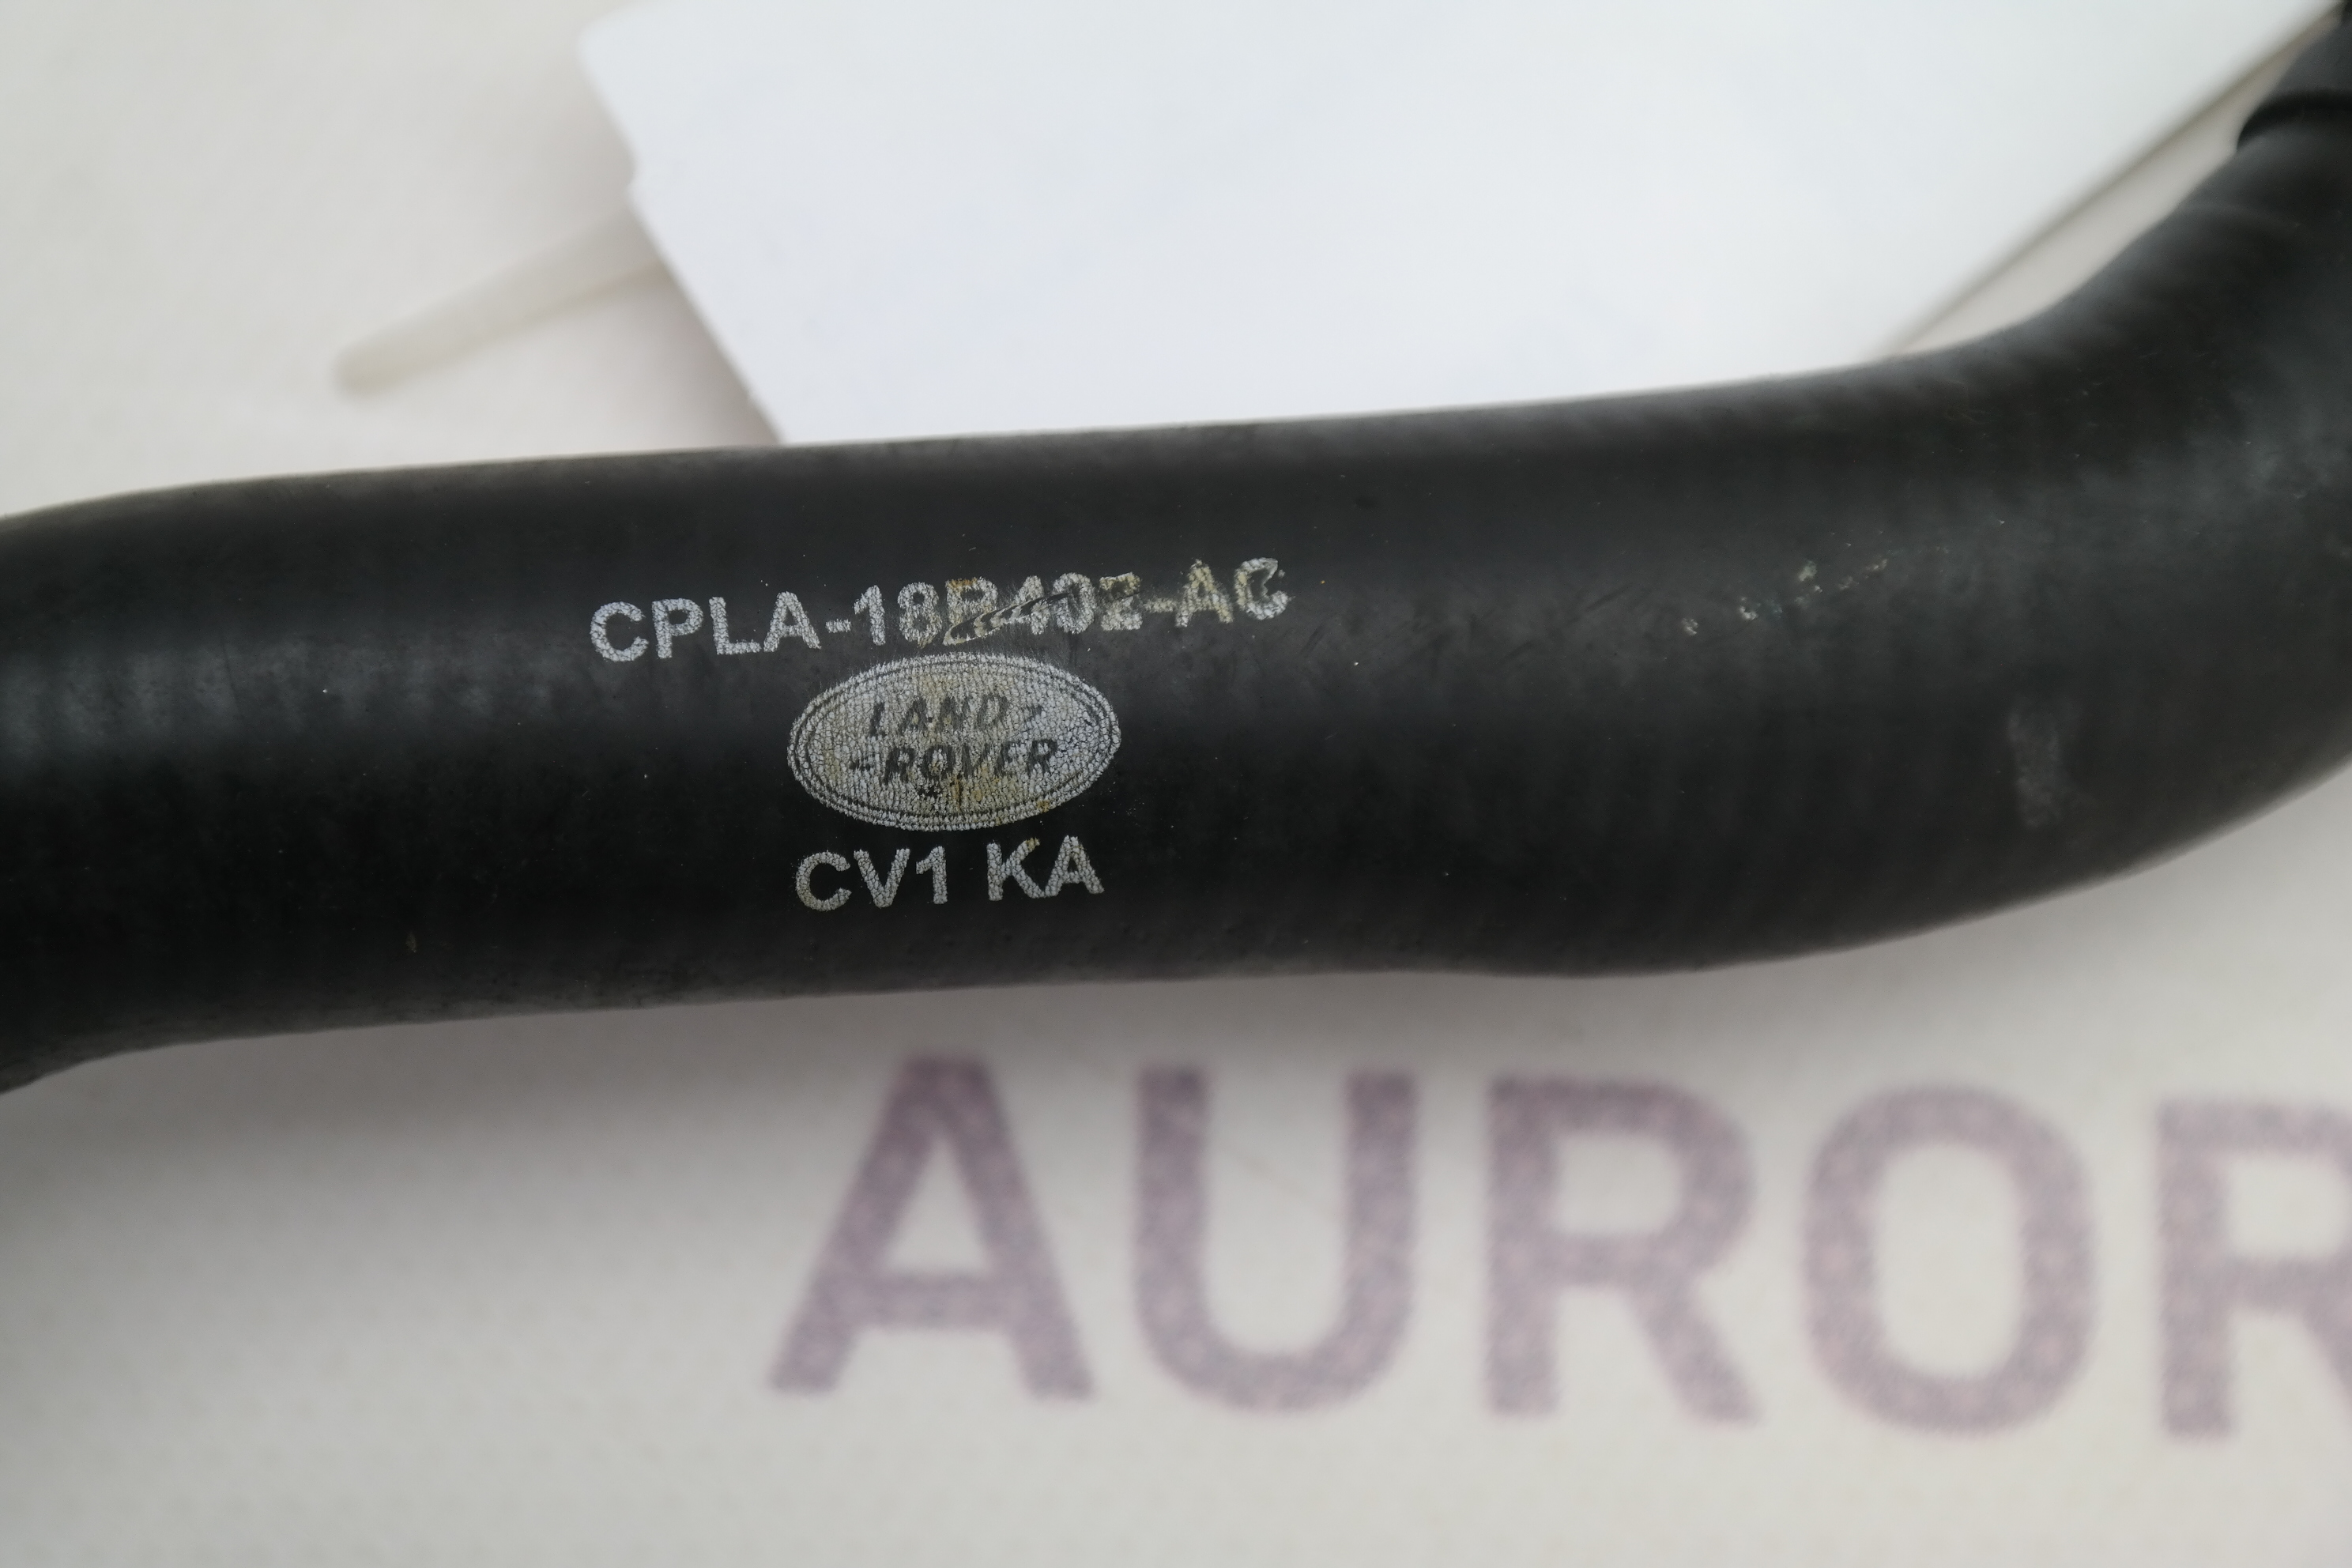 CPLA-18B402-AC
LAND
-ROVER
CV1 KA
AUROR